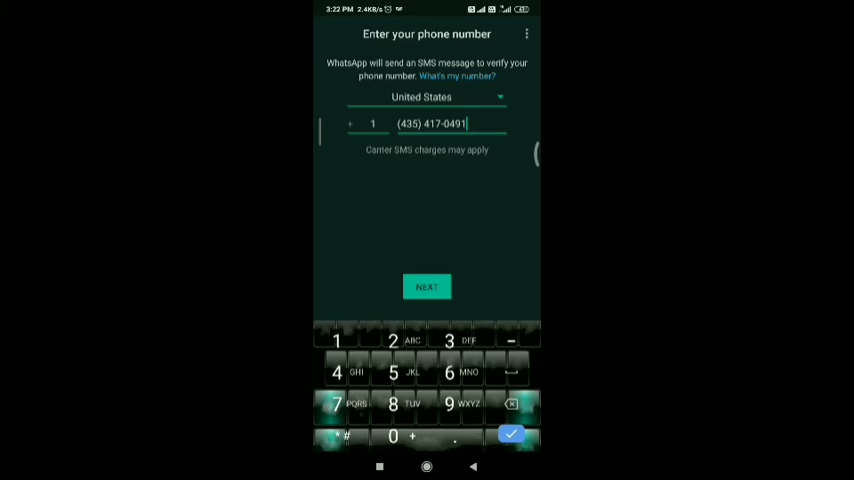 3:22 PM 2.4KB/s
Enter your phone number
WhatsApp will send an SMS message to verify your
phone number. What's my number?
United States
+ 1 (435) 417-0491
Carrier SMS charges may apply
NEXT
1 2 ABC 3 DEF –
4 GHI 5 JKL 6 MNO
7 PQRS 8 TUV 9 WXYZ
* # 0 + .